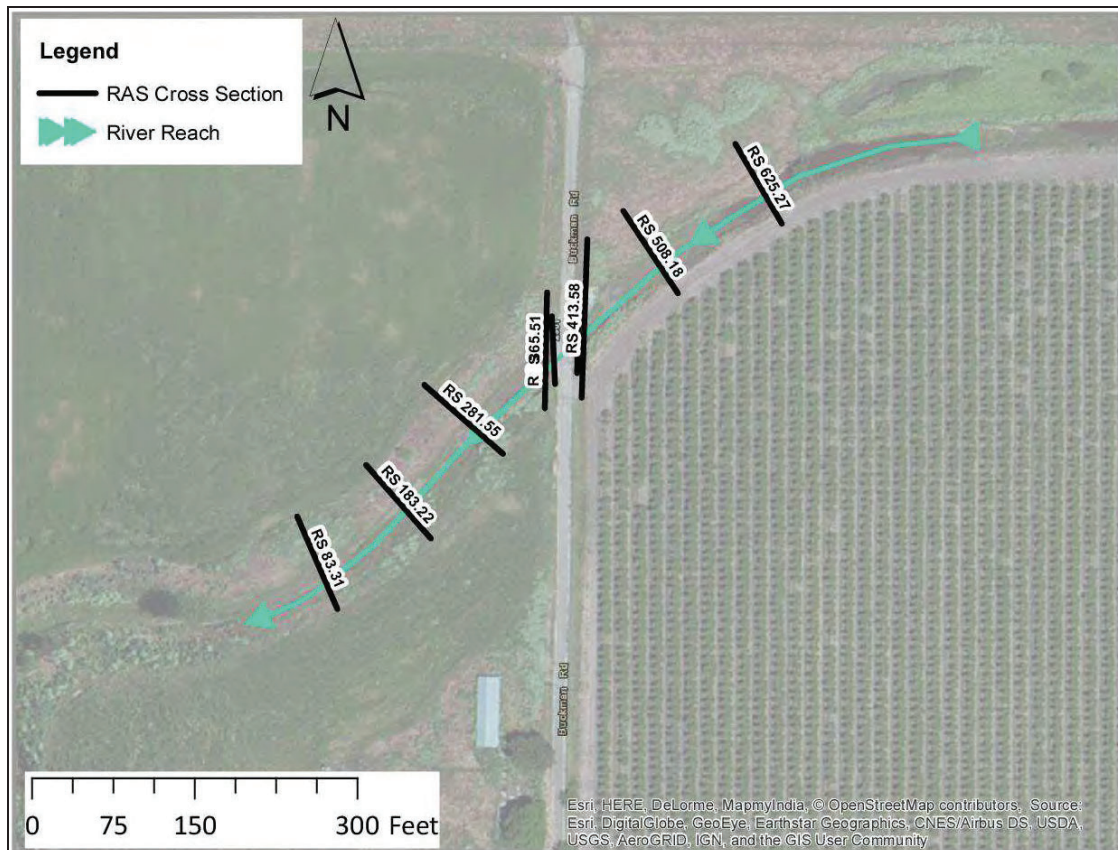 Legend
RAS Cross Section
River Reach
N
RS 625.27
Buckman Rd
RS 508.18
RS 413.58
RS 281.55
RS 183.22
RS 83.31
Buckman Rd
0 75 150 300 Feet
Esri, HERE, DeLorme, MapmyIndia, © OpenStreetMap contributors, Source:
Esri, DigitalGlobe, GeoEye, Earthstar Geographics, CNES/Airbus DS, USDA,
USGS, AeroGRID, IGN, and the GIS User Community